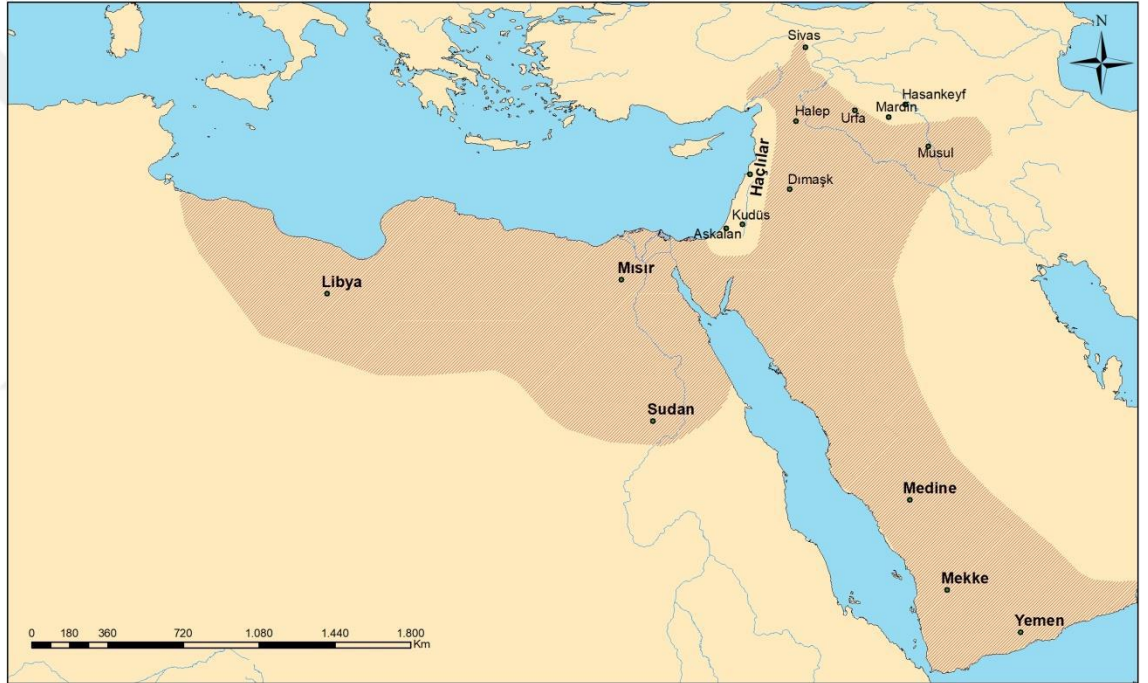 N
Sivas
Hasankeyf
Mardin
Urfa
Halep
Musul
Haçlılar
Dımaşk
Kudüs
Aşkalan
Mısır
Libya
Sudan
Medine
Mekke
Yemen
0 180 360 720 1.080 1.440 1.800
Km